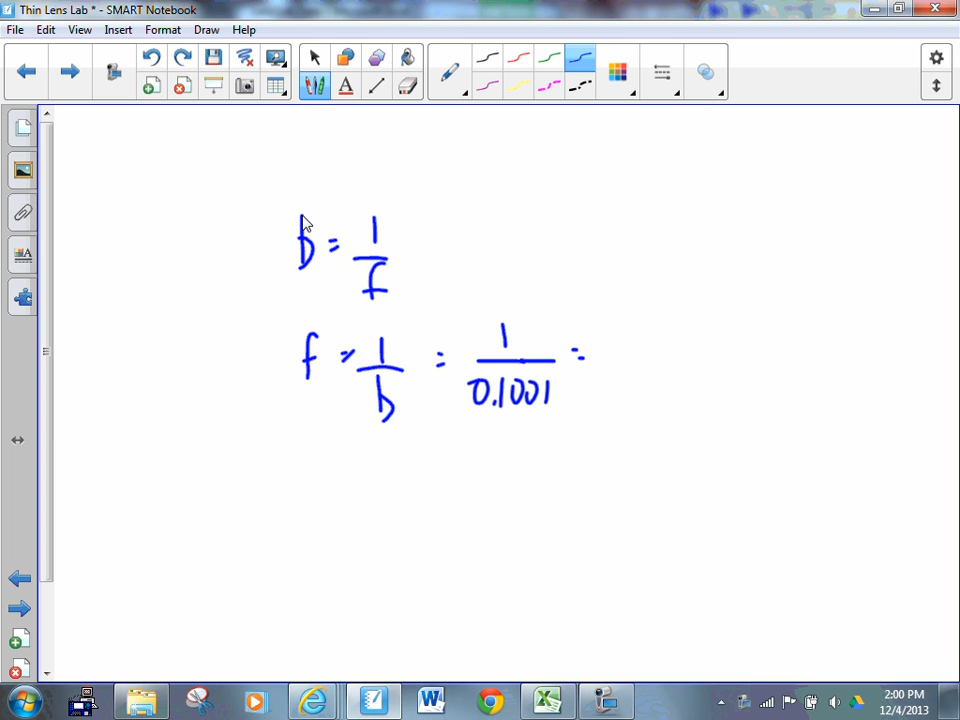 Thin Lens Lab * - SMART Notebook
File Edit View Insert Format Draw Help
b = 1/f
f = 1/b = 1/0.1001 =
2:00 PM
12/4/2013